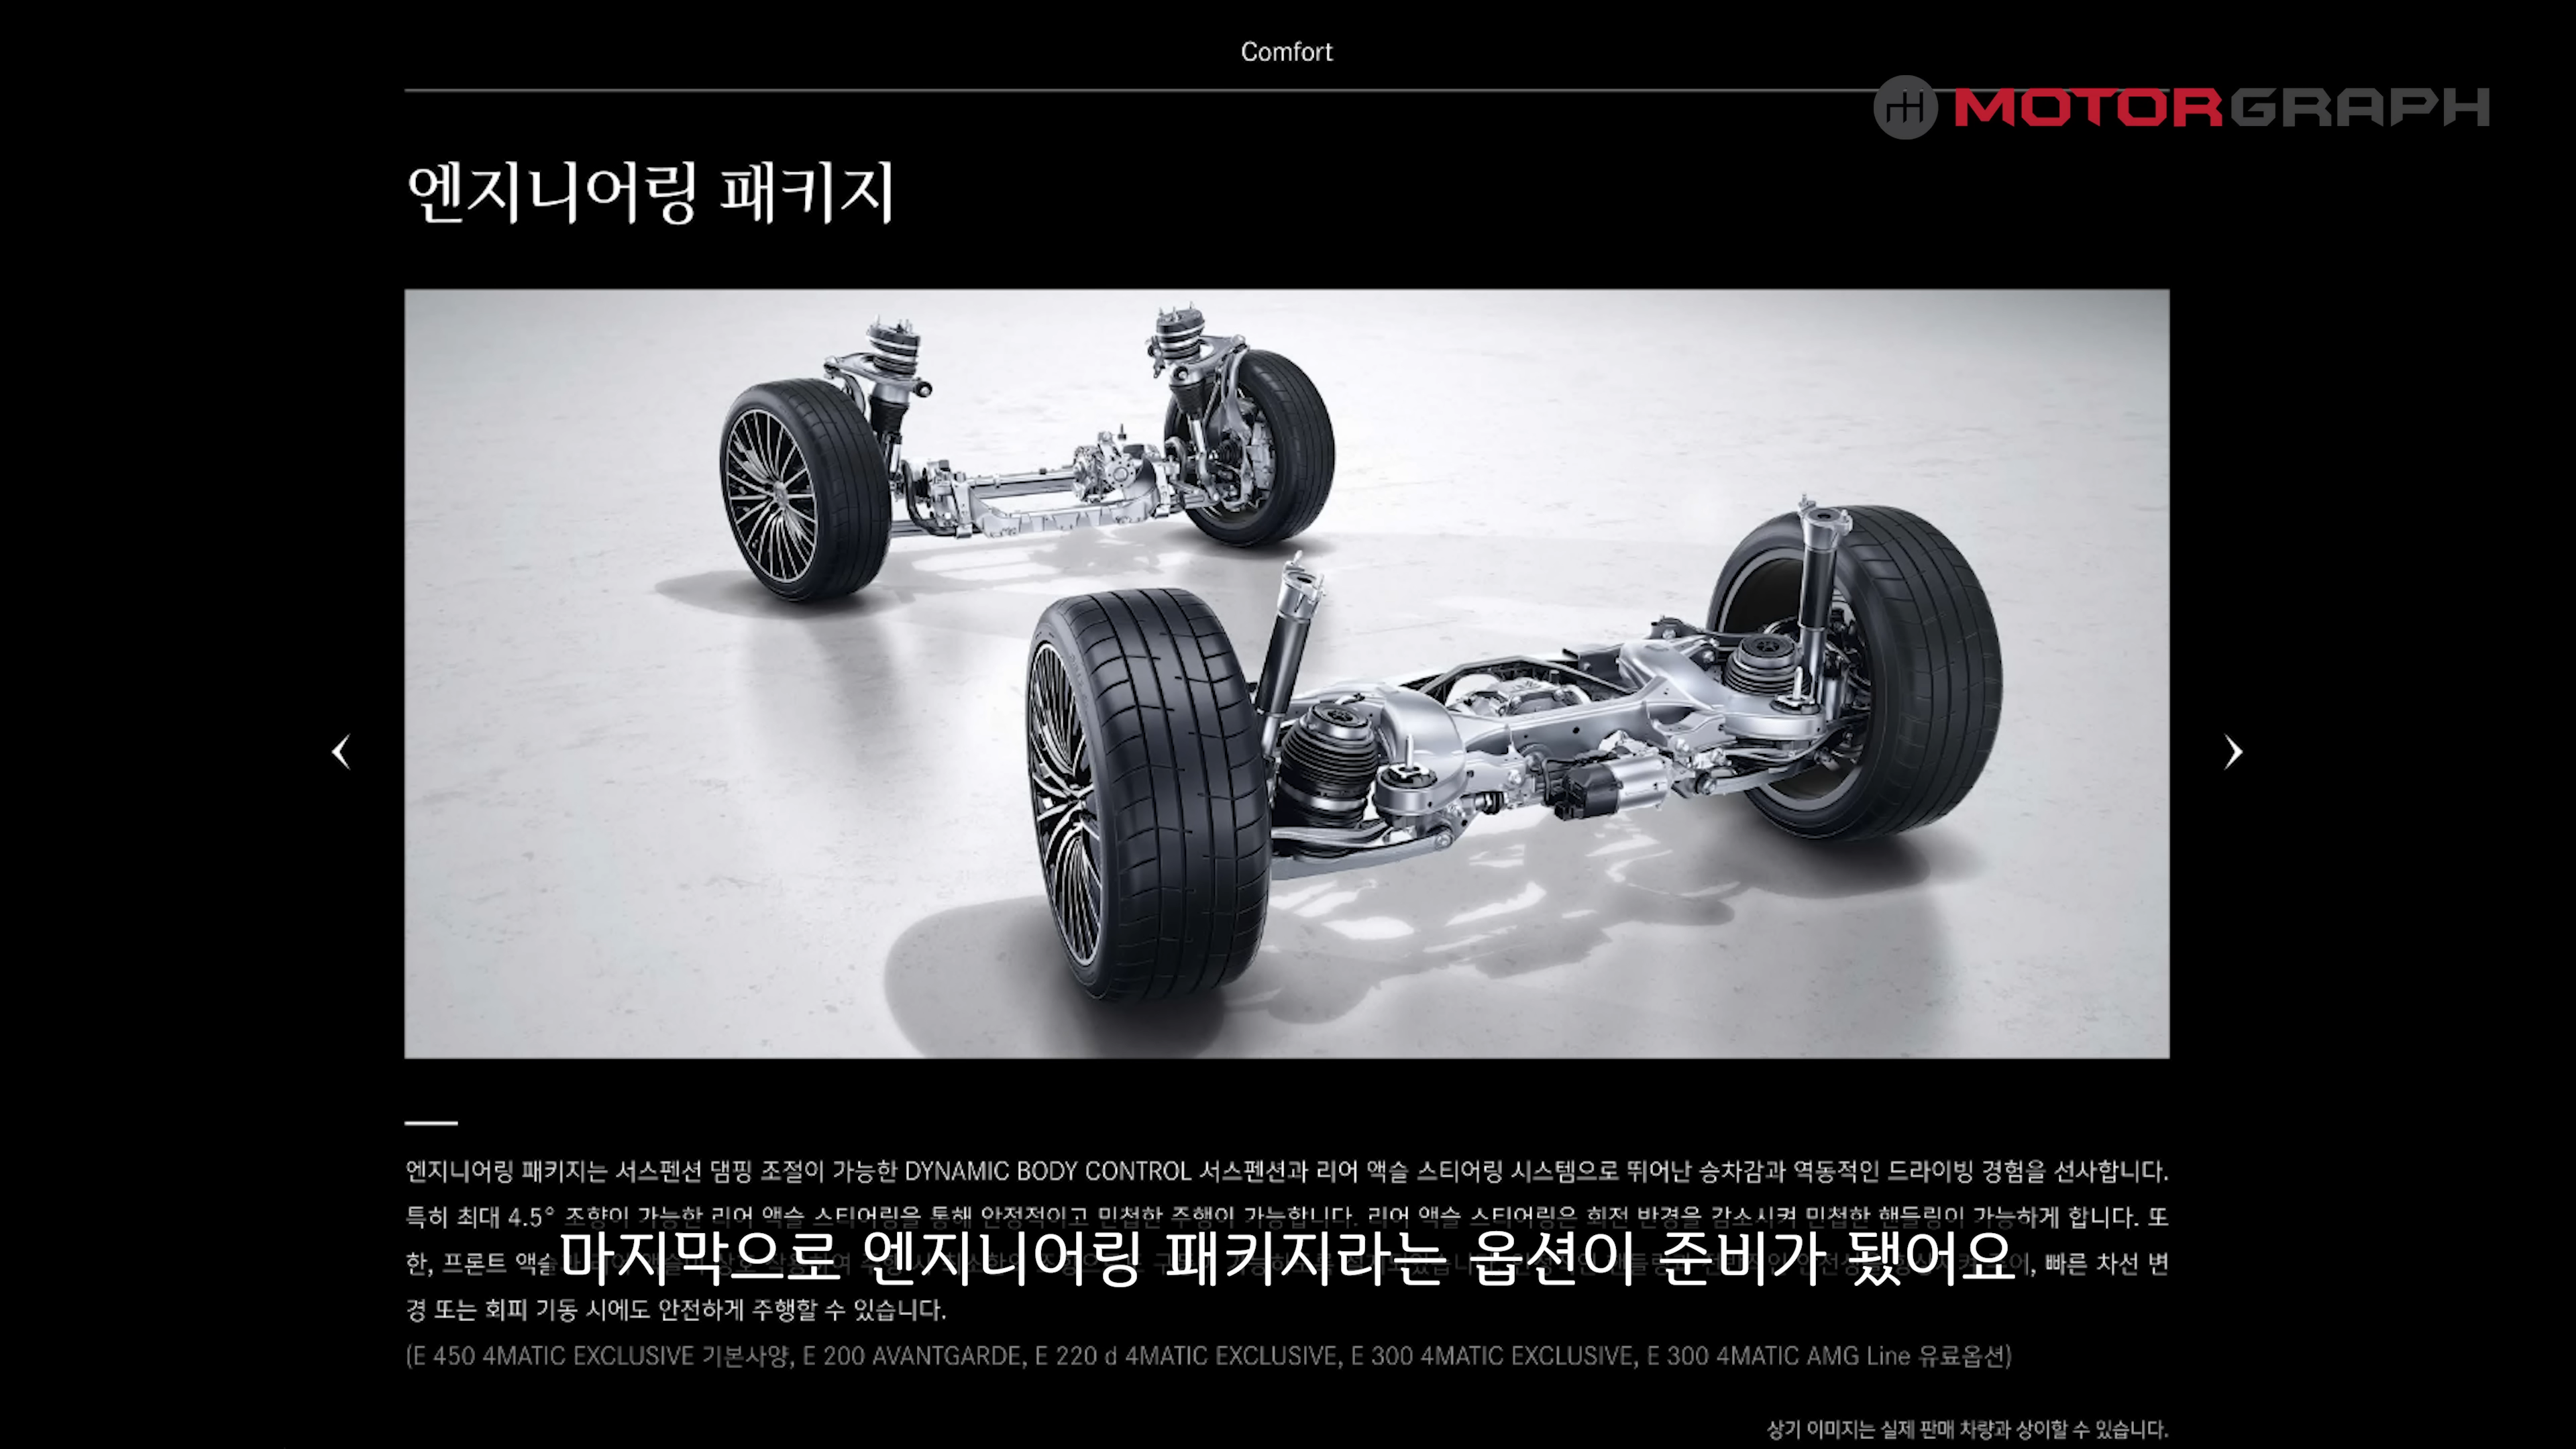 Comfort
MOTORGRAPH
엔지니어링 패키지
엔지니어링 패키지는 서스펜션 댐핑 조절이 가능한 DYNAMIC BODY CONTROL 서스펜션과 리어 액슬 스티어링 시스템으로 뛰어난 승차감과 역동적인 드라이빙 경험을 선사합니다.
특히 최대 4.5° 조향이 가능한 리어 액슬 스티어링을 통해 안정적이고 민첩한 주행이 가능합니다. 리어 액슬 스티어링은 회전 반경을 감소시켜 민첩한 핸들링이 가능하게 합니다. 또
한, 프론트 빠른 차선 변
마지막으로 엔지니어링 패키지라는 옵션이 준비가 됐어요
경 또는 회피 기동 시에도 안전하게 주행할 수 있습니다.
(E 450 4MATIC EXCLUSIVE 기본사양, E 200 AVANTGARDE, E 220 d 4MATIC EXCLUSIVE, E 300 4MATIC EXCLUSIVE, E 300 4MATIC AMG Line 유료옵션)
상기 이미지는 실제 판매 차량과 상이할 수 있습니다.